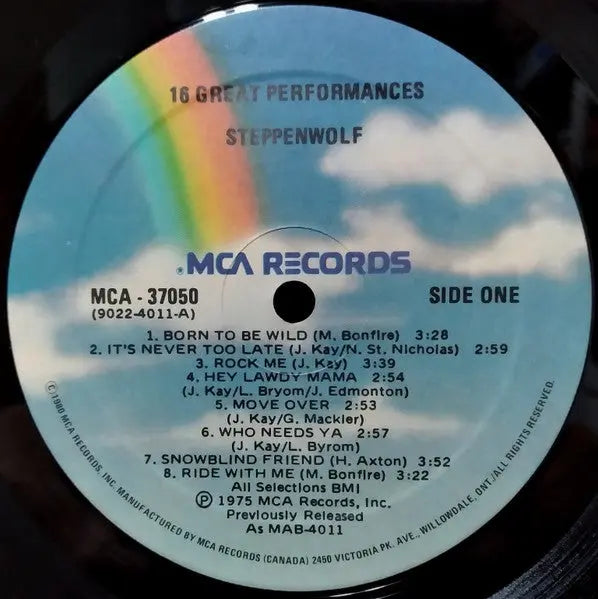 16 GREAT PERFORMANCES
STEPPENWOLF
MCA RECORDS
MCA - 37050
(9022-4011-A)
SIDE ONE
1. BORN TO BE WILD (M. Bonfire) 3:28
2. IT'S NEVER TOO LATE (J. Kay/N. St. Nicholas) 2:59
3. ROCK ME (J. Kay) 3:39
4. HEY LAWDY MAMA 2:54
(J. Kay/L. Bryom/J. Edmonton)
5. MOVE OVER 2:53
(J. Kay/G. Mackler)
6. WHO NEEDS YA 2:57
(J. Kay/L. Byrom)
7. SNOWBLIND FRIEND (H. Axton) 3:52
8. RIDE WITH ME (M. Bonfire) 3:22
All Selections BMI
℗ 1975 MCA Records, Inc.
Previously Released
As MAB-4011
© 1980 MCA RECORDS, INC. MANUFACTURED BY MCA RECORDS (CANADA) 2450 VICTORIA PK. AVE., WILLOWDALE, ONT./ALL RIGHTS RESERVED.